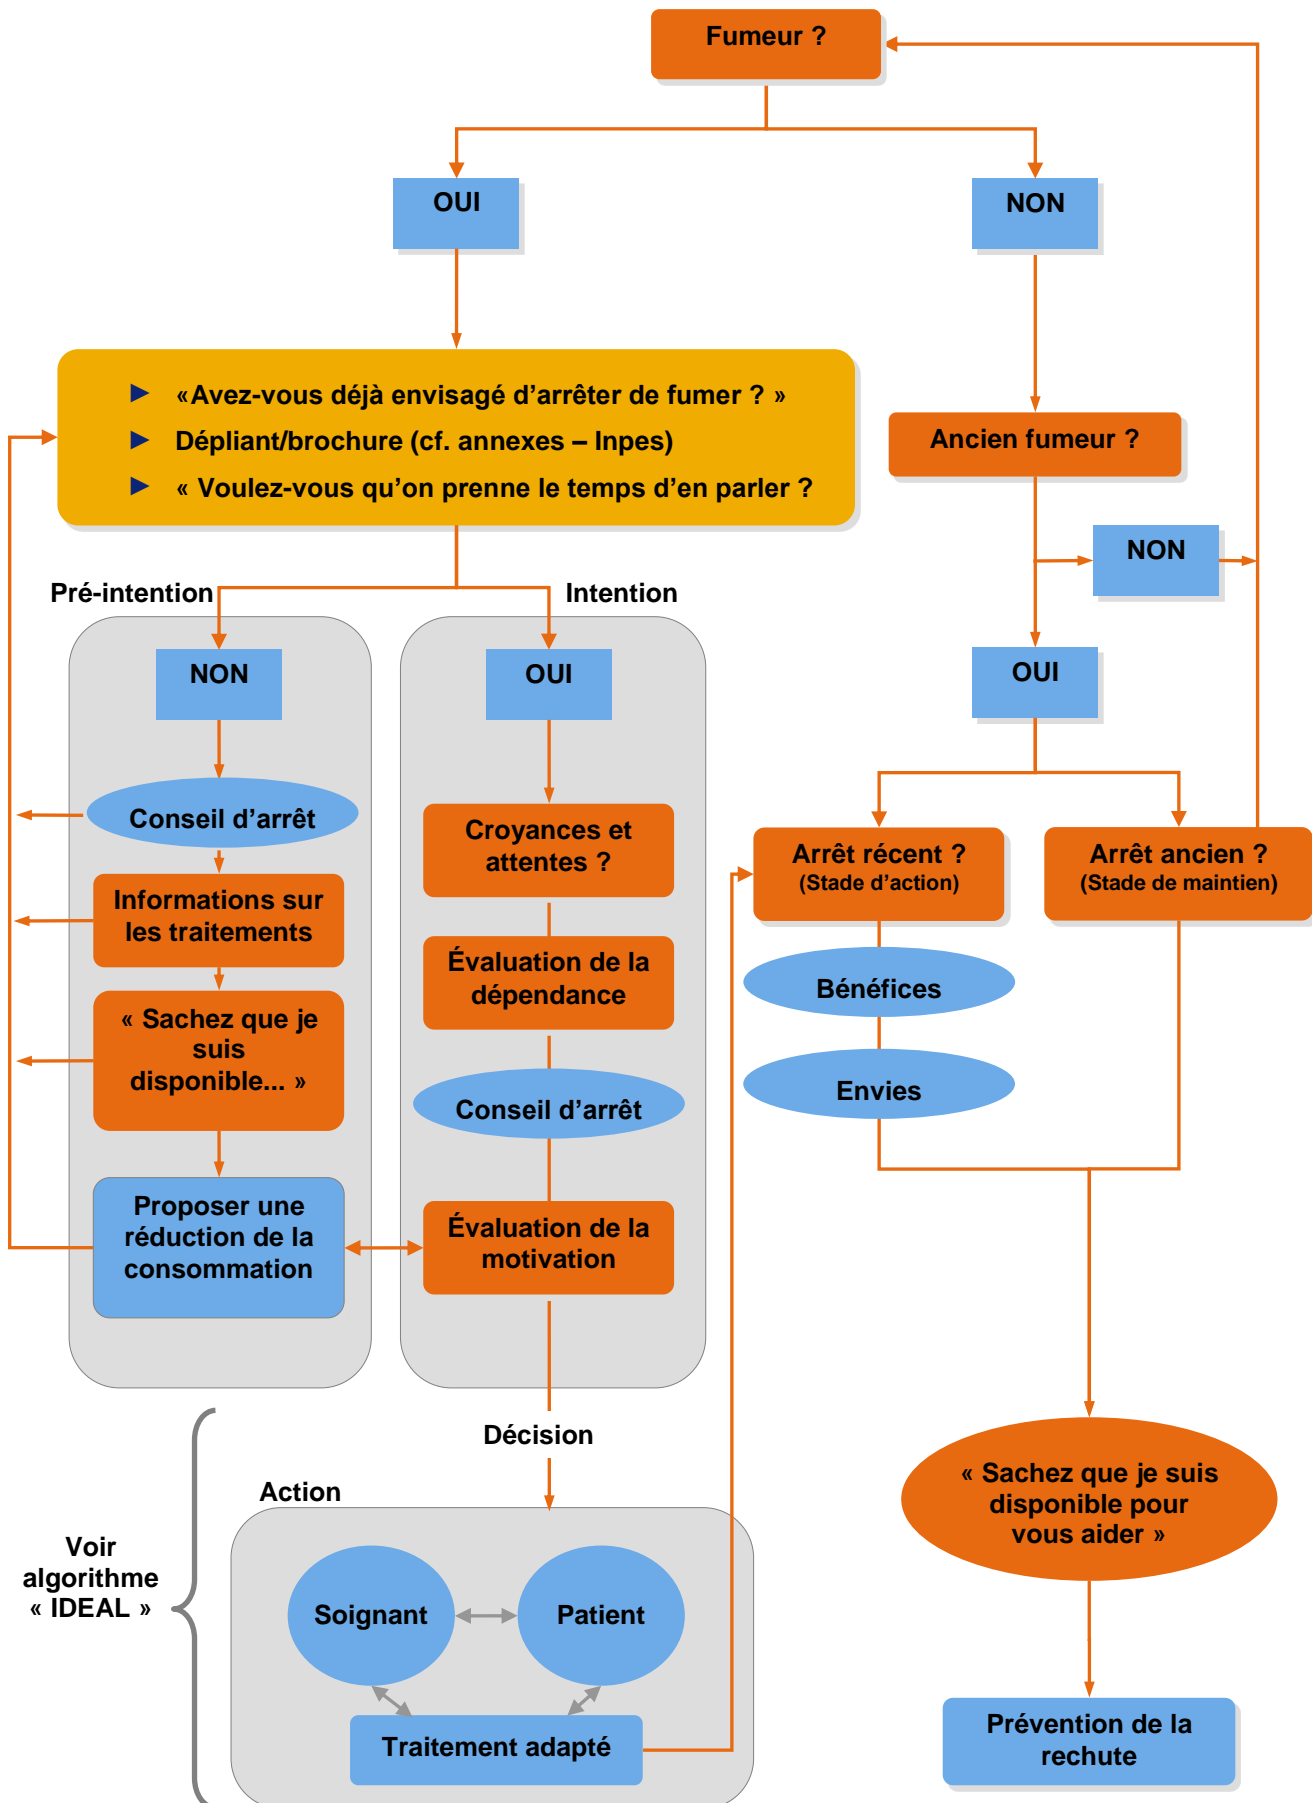 Fumeur ?
OUI
NON
«Avez-vous déjà envisagé d’arrêter de fumer ? »
Dépliant/brochure (cf. annexes – Inpes)
« Voulez-vous qu’on prenne le temps d’en parler ?
Ancien fumeur ?
NON
OUI
Pré-intention
Intention
NON
OUI
Conseil d’arrêt
Informations sur
les traitements
« Sachez que je
suis
disponible... »
Proposer une
réduction de la
consommation
Croyances et
attentes ?
Évaluation de la
dépendance
Conseil d’arrêt
Évaluation de la
motivation
Arrêt récent ?
(Stade d’action)
Arrêt ancien ?
(Stade de maintien)
Bénéfices
Envies
Décision
Action
Voir
algorithme
« IDEAL »
Soignant
Patient
Traitement adapté
« Sachez que je suis
disponible pour
vous aider »
Prévention de la
rechute